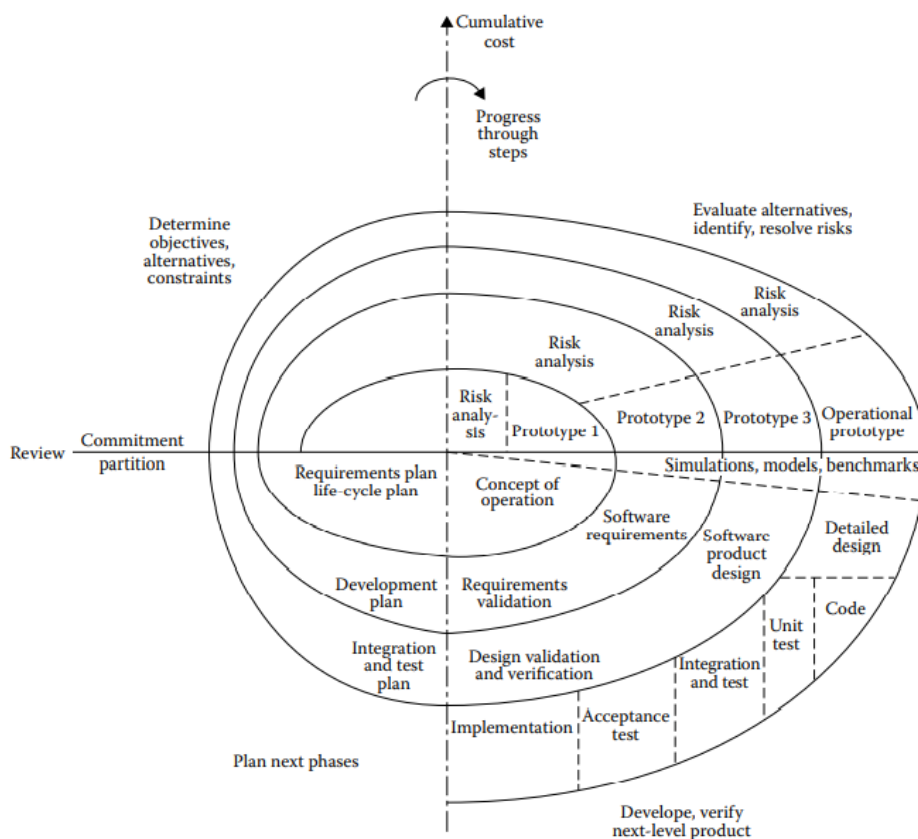 Cumulative
cost
Progress
through
steps
Determine
objectives,
alternatives,
constraints
Evaluate alternatives,
identify, resolve risks
Risk
analysis
Risk
analysis
Risk
analysis
Risk
analy-
sis
Prototype 1
Prototype 2
Prototype 3
Operational
prototype
Review
Commitment
partition
Simulations, models, benchmarks
Requirements plan
life-cycle plan
Concept of
operation
Software
requirements
Software
product
design
Detailed
design
Development
plan
Requirements
validation
Code
Unit
test
Integration
and test
plan
Design validation
and verification
Integration
and test
Acceptance
test
Implementation
Plan next phases
Develope, verify
next-level product